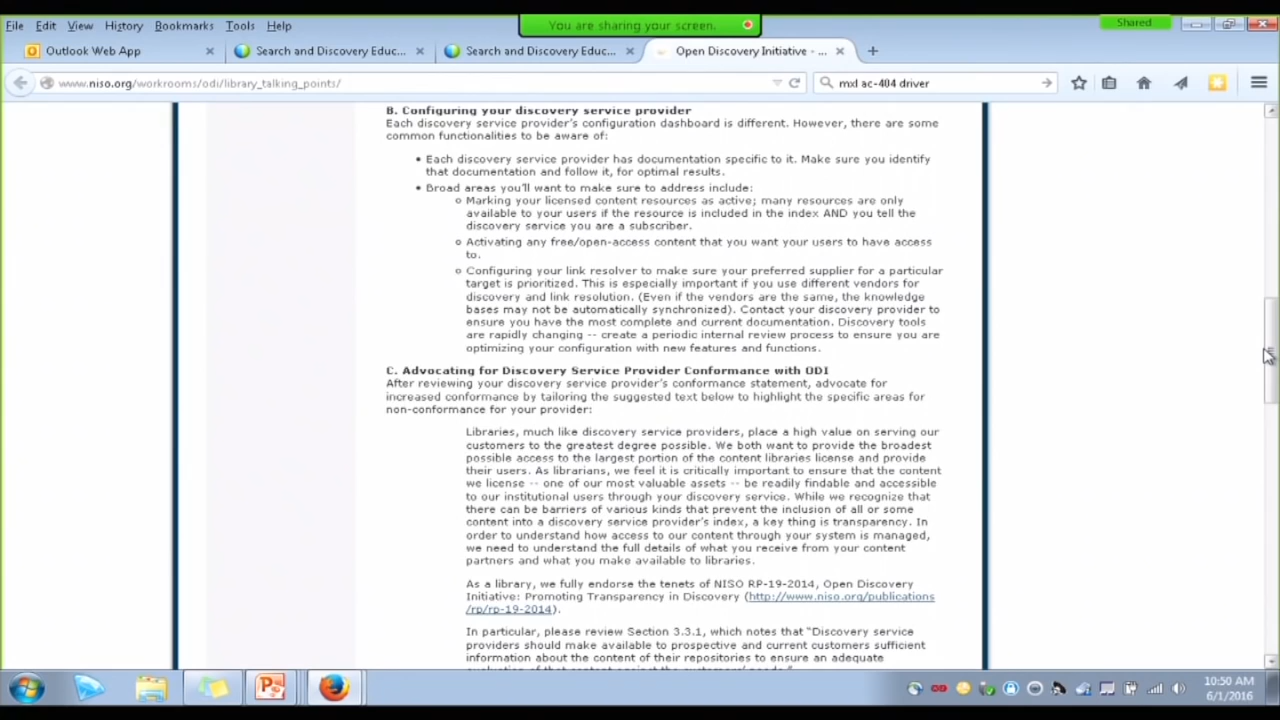 File Edit View History Bookmarks Tools Help
You are sharing your screen.
Shared
Outlook Web App
Search and Discovery Educ...
Search and Discovery Educ...
Open Discovery Initiative - ...
www.niso.org/workrooms/odi/library_talking_points/
mxl ac-404 driver
B. Configuring your discovery service provider
Each discovery service provider's configuration dashboard is different. However, there are some
common functionalities to be aware of:
• Each discovery service provider has documentation specific to it. Make sure you identify
that documentation and follow it, for optimal results.
• Broad areas you'll want to make sure to address include:
o Marking your licensed content resources as active; many resources are only
available to your users if the resource is included in the index AND you tell the
discovery service you are a subscriber.
o Activating any free/open-access content that you want your users to have access
to.
o Configuring your link resolver to make sure your preferred supplier for a particular
target is prioritized. This is especially important if you use different vendors for
discovery and link resolution. (Even if the vendors are the same, the knowledge
bases may not be automatically synchronized). Contact your discovery provider to
ensure you have the most complete and current documentation. Discovery tools
are rapidly changing -- create a periodic internal review process to ensure you are
optimizing your configuration with new features and functions.
C. Advocating for Discovery Service Provider Conformance with ODI
After reviewing your discovery service provider's conformance statement, advocate for
increased conformance by tailoring the suggested text below to highlight the specific areas for
non-conformance for your provider:
Libraries, much like discovery service providers, place a high value on serving our
customers to the greatest degree possible. We both want to provide the broadest
possible access to the largest portion of the content libraries license and provide
their users. As librarians, we feel it is critically important to ensure that the content
we license -- one of our most valuable assets -- be readily findable and accessible
to our institutional users through your discovery service. While we recognize that
there can be barriers of various kinds that prevent the inclusion of all or some
content into a discovery service provider's index, a key thing is transparency. In
order to understand how access to our content through your system is managed,
we need to understand the full details of what you receive from your content
partners and what you make available to libraries.
As a library, we fully endorse the tenets of NISO RP-19-2014, Open Discovery
Initiative: Promoting Transparency in Discovery (http://www.niso.org/publications
/rp/rp-19-2014).
In particular, please review Section 3.3.1, which notes that "Discovery service
providers should make available to prospective and current customers sufficient
information about the content of their repositories to ensure an adequate
10:50 AM
6/1/2016